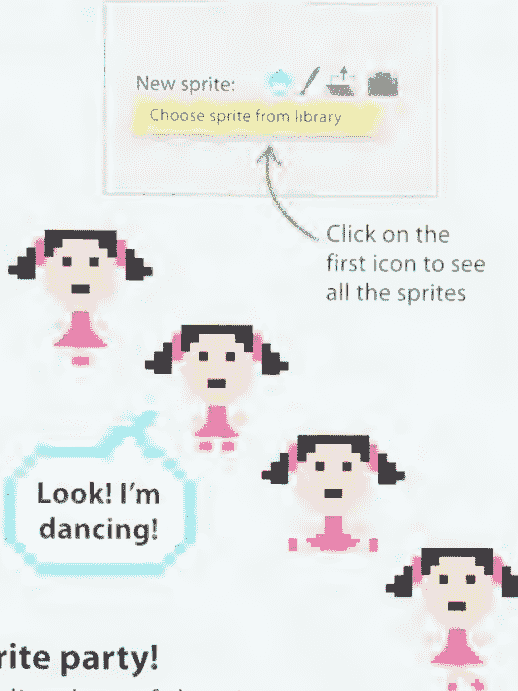 New sprite:
Choose sprite from library
Click on the
first icon to see
all the sprites
Look! I'm
dancing!
rite party!